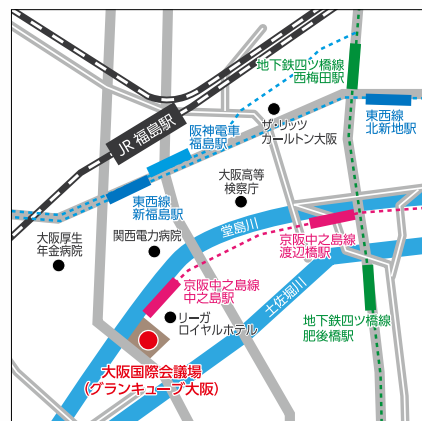 地下鉄四ツ橋線
西梅田駅
東西線
北新地駅
JR 福島駅
阪神電車
福島駅
ザ・リッツ
カールトン大阪
東西線
新福島駅
大阪高等
検察庁
大阪厚生
年金病院
関西電力病院
堂島川
京阪中之島線
渡辺橋駅
京阪中之島線
中之島駅
土佐堀川
リーガ
ロイヤルホテル
地下鉄四ツ橋線
肥後橋駅
大阪国際会議場
(グランキューブ大阪)